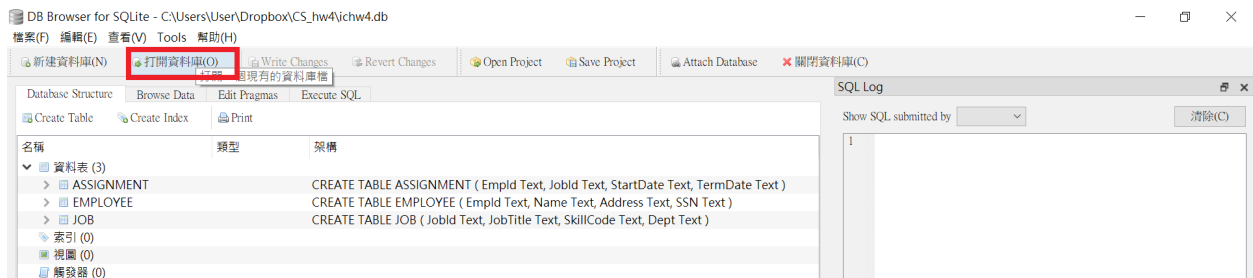 DB Browser for SQLite - C:\Users\User\Dropbox\CS_hw4\ichw4.db
檔案(F) 編輯(E) 查看(V) Tools 幫助(H)
新建資料庫(N) 打開資料庫(O) Write Changes Revert Changes Open Project Save Project Attach Database 關閉資料庫(C)
打開一個現有的資料庫檔
Database Structure Browse Data Edit Pragmas Execute SQL
Create Table Create Index Print
名稱 類型 架構
資料表 (3)
ASSIGNMENT CREATE TABLE ASSIGNMENT ( EmpId Text, JobId Text, StartDate Text, TermDate Text )
EMPLOYEE CREATE TABLE EMPLOYEE ( EmpId Text, Name Text, Address Text, SSN Text )
JOB CREATE TABLE JOB ( JobId Text, JobTitle Text, SkillCode Text, Dept Text )
索引 (0)
視圖 (0)
觸發器 (0)
SQL Log
Show SQL submitted by 清除(C)
1